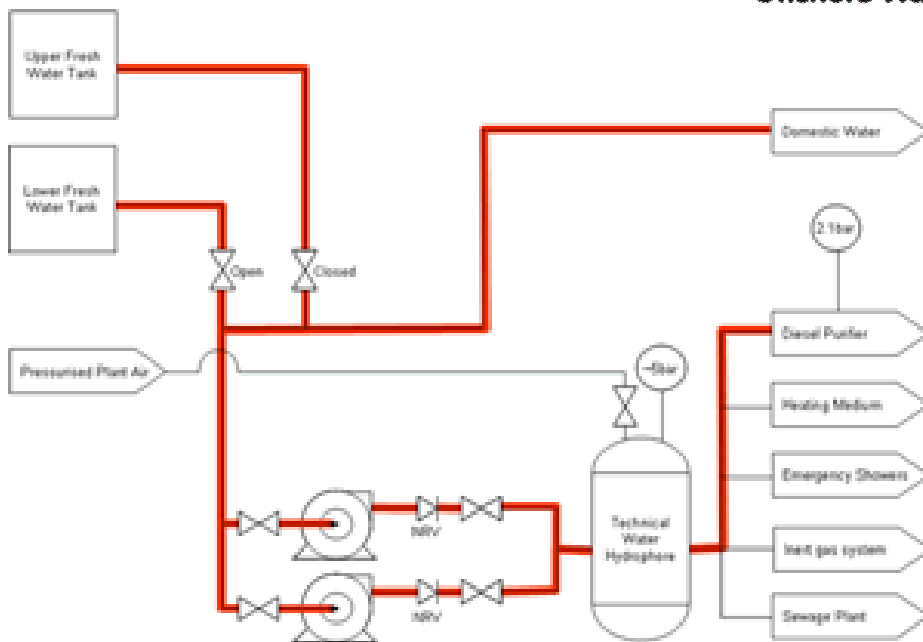 Upper Fresh
Water Tank
Domestic Water
Lower Fresh
Water Tank
2.1bar
Open
Closed
Diesel Purifier
Pressurised Plant Air
~6bar
Heating Medium
Emergency Showers
Technical
Water
Hydrophore
NRV
Inert gas system
NRV
Sewage Plant